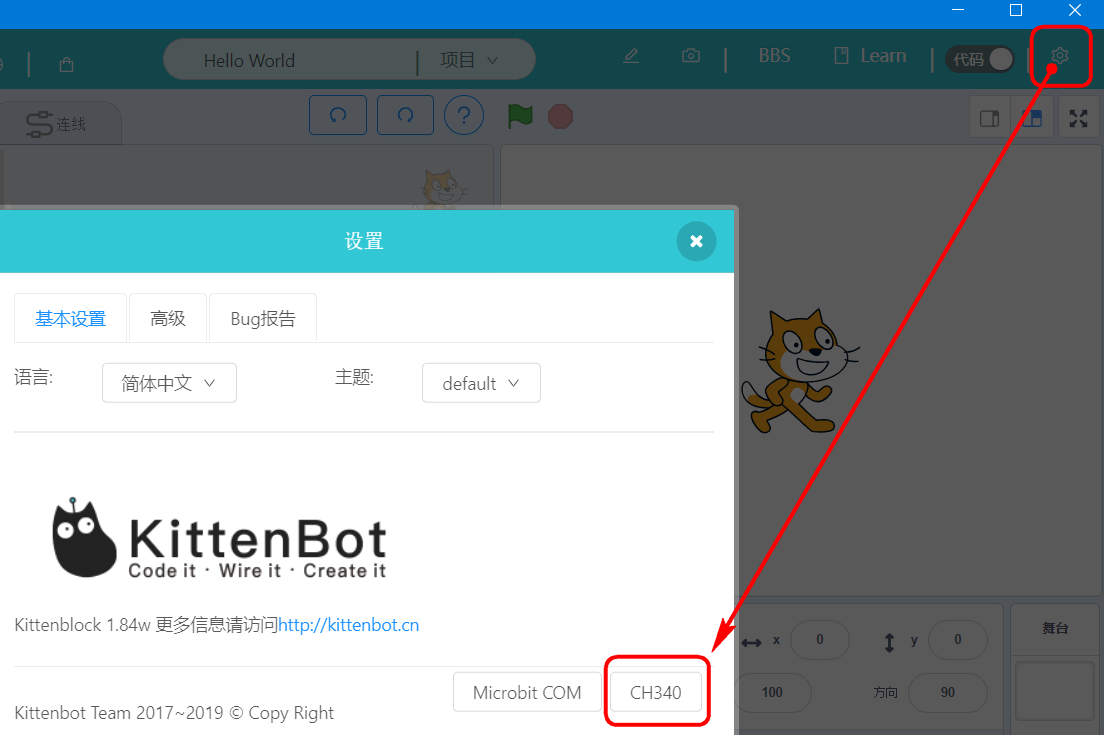 Hello World
项目
BBS
Learn
代码
连线
?
设置
基本设置
高级
Bug报告
语言:
简体中文
主题:
default
KittenBot
Code it · Wire it · Create it
Kittenblock 1.84w 更多信息请访问http://kittenbot.cn
x
0
y
0
舞台
Microbit COM
CH340
100
方向
90
Kittenbot Team 2017~2019 © Copy Right